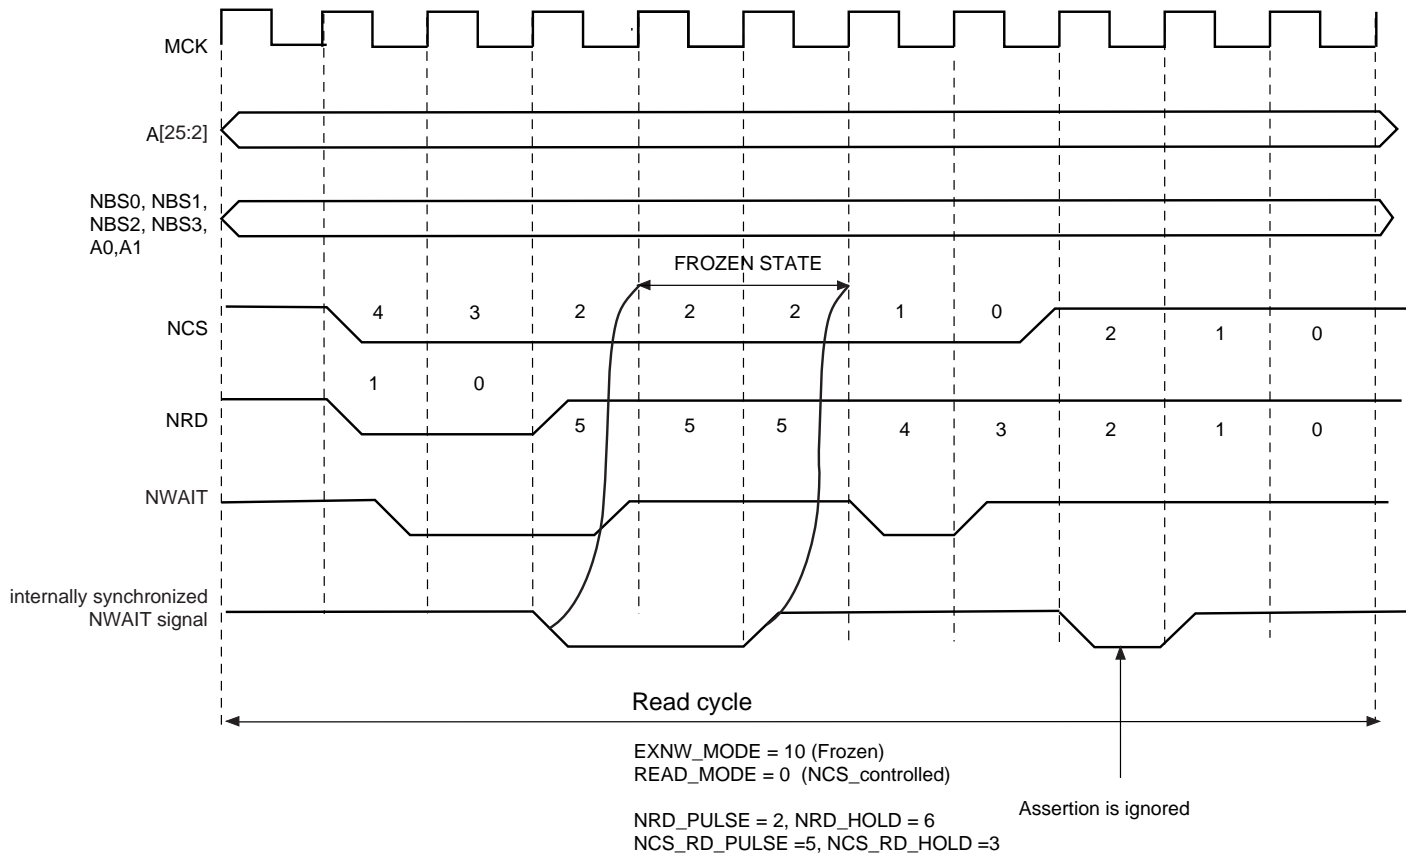 MCK
A[25:2]
NBS0, NBS1,
NBS2, NBS3,
A0,A1
FROZEN STATE
4 3 2 2 2 1 0
NCS
2 1 0
1 0
NRD
5 5 5 4 3 2 1 0
NWAIT
internally synchronized
NWAIT signal
Read cycle
EXNW_MODE = 10 (Frozen)
READ_MODE = 0 (NCS_controlled)
Assertion is ignored
NRD_PULSE = 2, NRD_HOLD = 6
NCS_RD_PULSE =5, NCS_RD_HOLD =3